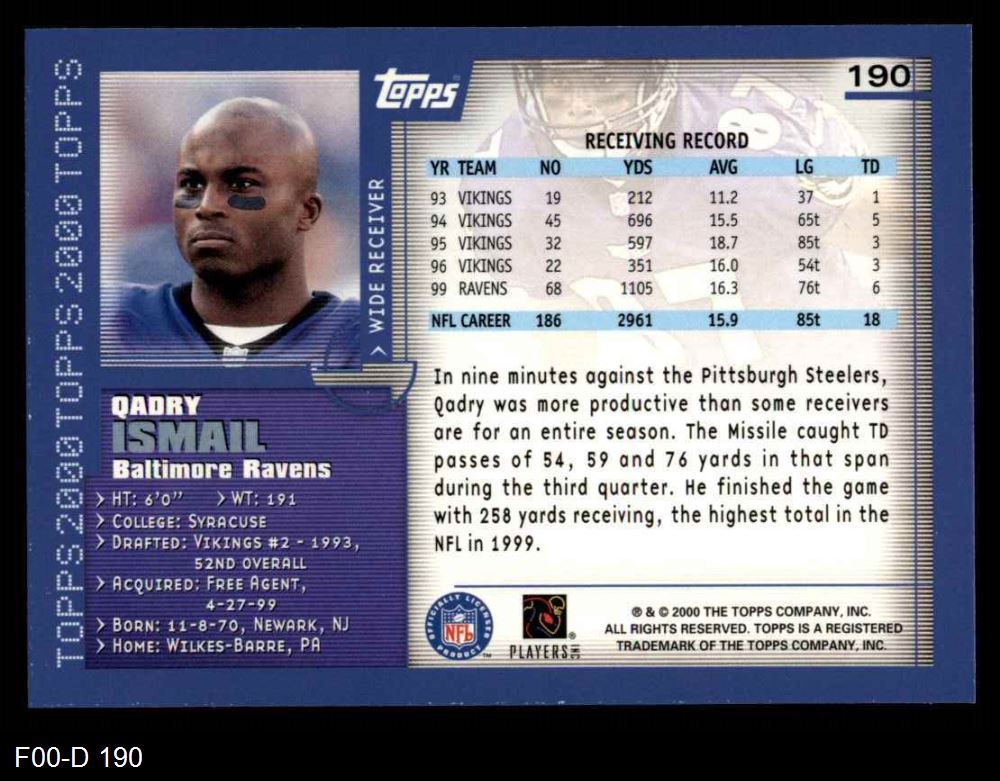 TOPPS 2000 TOPPS 2000 TOPPS 2000 TOPPS
TOPPS
190
WIDE RECEIVER
RECEIVING RECORD
YR TEAM NO YDS AVG LG TD
93 VIKINGS 19 212 11.2 37 1
94 VIKINGS 45 696 15.5 65t 5
95 VIKINGS 32 597 18.7 85t 3
96 VIKINGS 22 351 16.0 54t 3
99 RAVENS 68 1105 16.3 76t 6
NFL CAREER 186 2961 15.9 85t 18
QADRY
ISMAIL
Baltimore Ravens
> HT: 6'0" > WT: 191
> COLLEGE: SYRACUSE
> DRAFTED: VIKINGS #2 - 1993,
52ND OVERALL
> ACQUIRED: FREE AGENT,
4-27-99
> BORN: 11-8-70, NEWARK, NJ
> HOME: WILKES-BARRE, PA
In nine minutes against the Pittsburgh Steelers,
Qadry was more productive than some receivers
are for an entire season. The Missile caught TD
passes of 54, 59 and 76 yards in that span
during the third quarter. He finished the game
with 258 yards receiving, the highest total in the
NFL in 1999.
OFFICIALLY LICENSED
NFL
PRODUCT
™
PLAYERS INC
®
® & © 2000 THE TOPPS COMPANY, INC.
ALL RIGHTS RESERVED. TOPPS IS A REGISTERED
TRADEMARK OF THE TOPPS COMPANY, INC.
F00-D 190